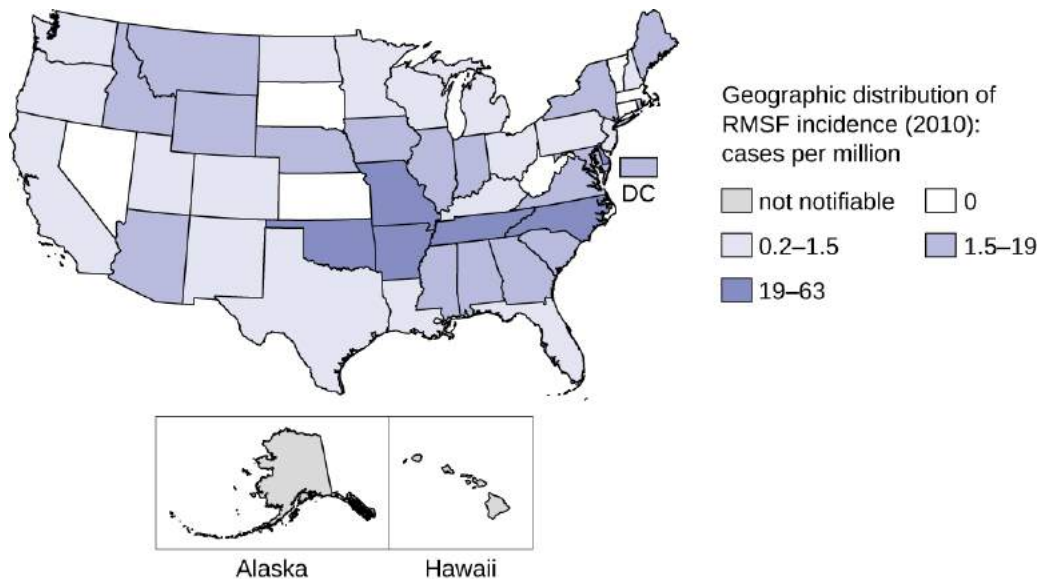 Geographic distribution of
RMSF incidence (2010):
cases per million
not notifiable
0
0.2–1.5
1.5–19
19–63
DC
Alaska
Hawaii